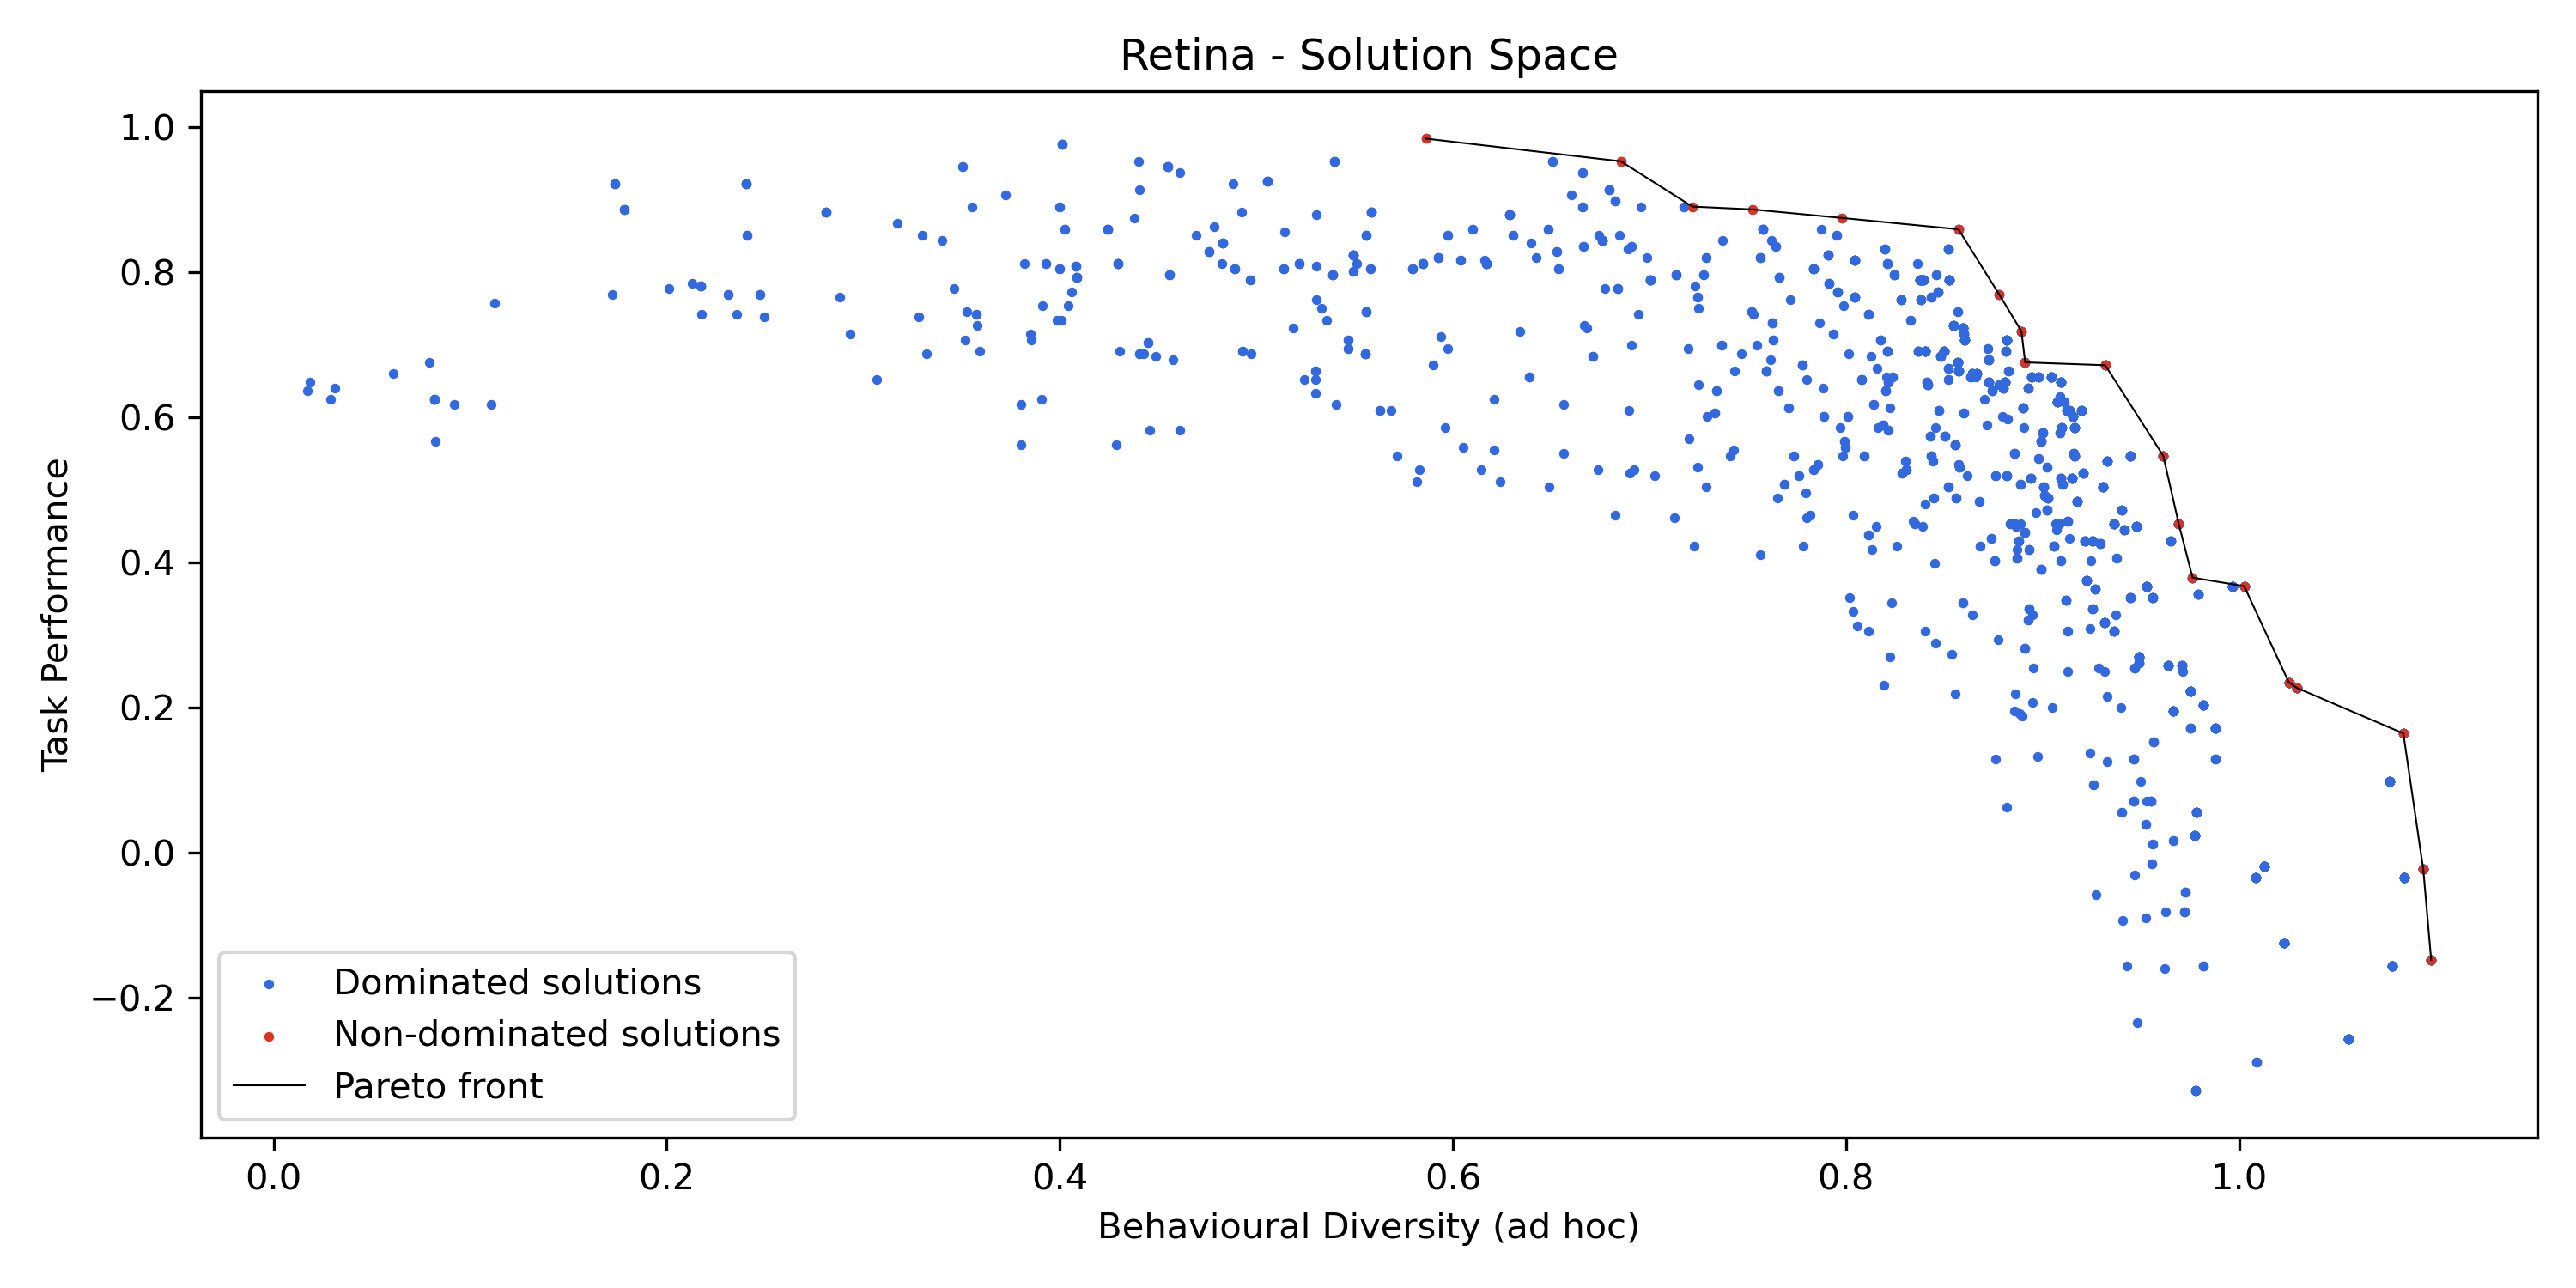 Retina - Solution Space
Task Performance
1.0
0.8
0.6
0.4
0.2
0.0
−0.2
Dominated solutions
Non-dominated solutions
Pareto front
0.0 0.2 0.4 0.6 0.8 1.0
Behavioural Diversity (ad hoc)